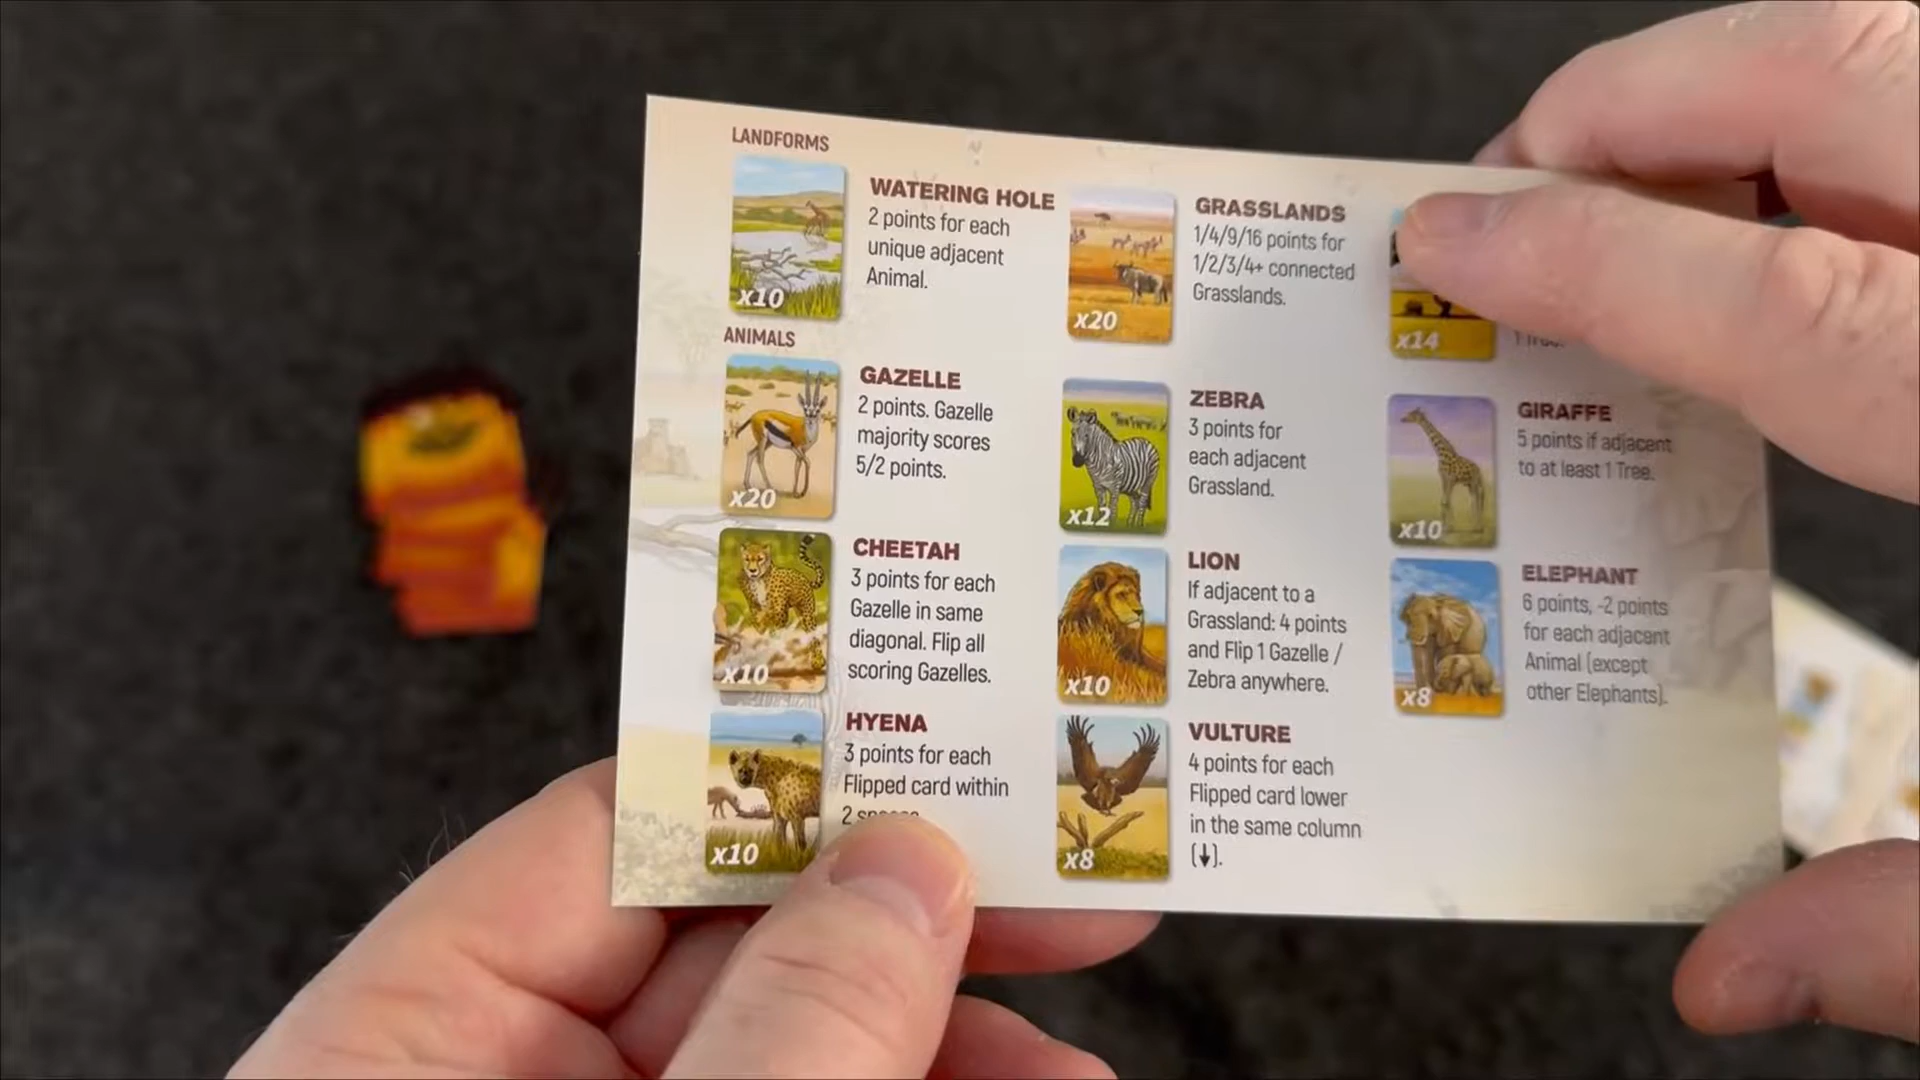 LANDFORMS
x10
WATERING HOLE
2 points for each
unique adjacent
Animal.
x20
GRASSLANDS
1/4/9/16 points for
1/2/3/4+ connected
Grasslands.
x14
ANIMALS
x20
GAZELLE
2 points. Gazelle
majority scores
5/2 points.
x12
ZEBRA
3 points for
each adjacent
Grassland.
x10
GIRAFFE
5 points if adjacent
to at least 1 Tree.
x10
CHEETAH
3 points for each
Gazelle in same
diagonal. Flip all
scoring Gazelles.
x10
LION
If adjacent to a
Grassland: 4 points
and Flip 1 Gazelle /
Zebra anywhere.
x8
ELEPHANT
6 points, -2 points
for each adjacent
Animal (except
other Elephants).
x10
HYENA
3 points for each
Flipped card within
2
x8
VULTURE
4 points for each
Flipped card lower
in the same column
(↓).